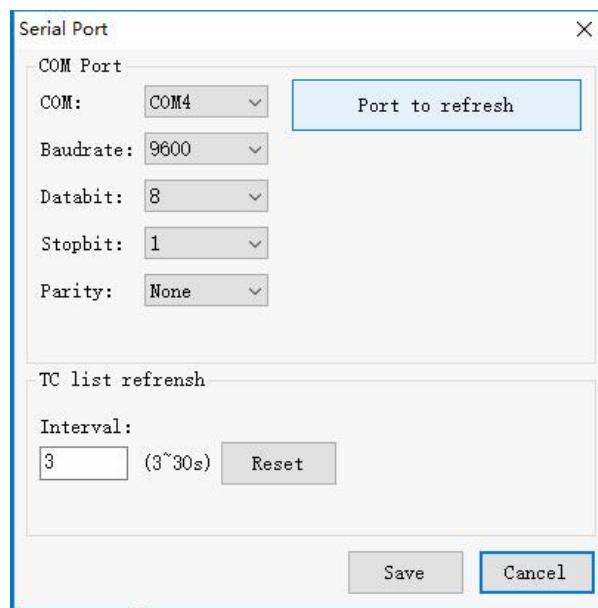 Serial Port
COM Port
COM: COM4 Port to refresh
Baudrate: 9600
Databit: 8
Stopbit: 1
Parity: None
TC list refrensh
Interval:
3 (3~30s) Reset
Save Cancel